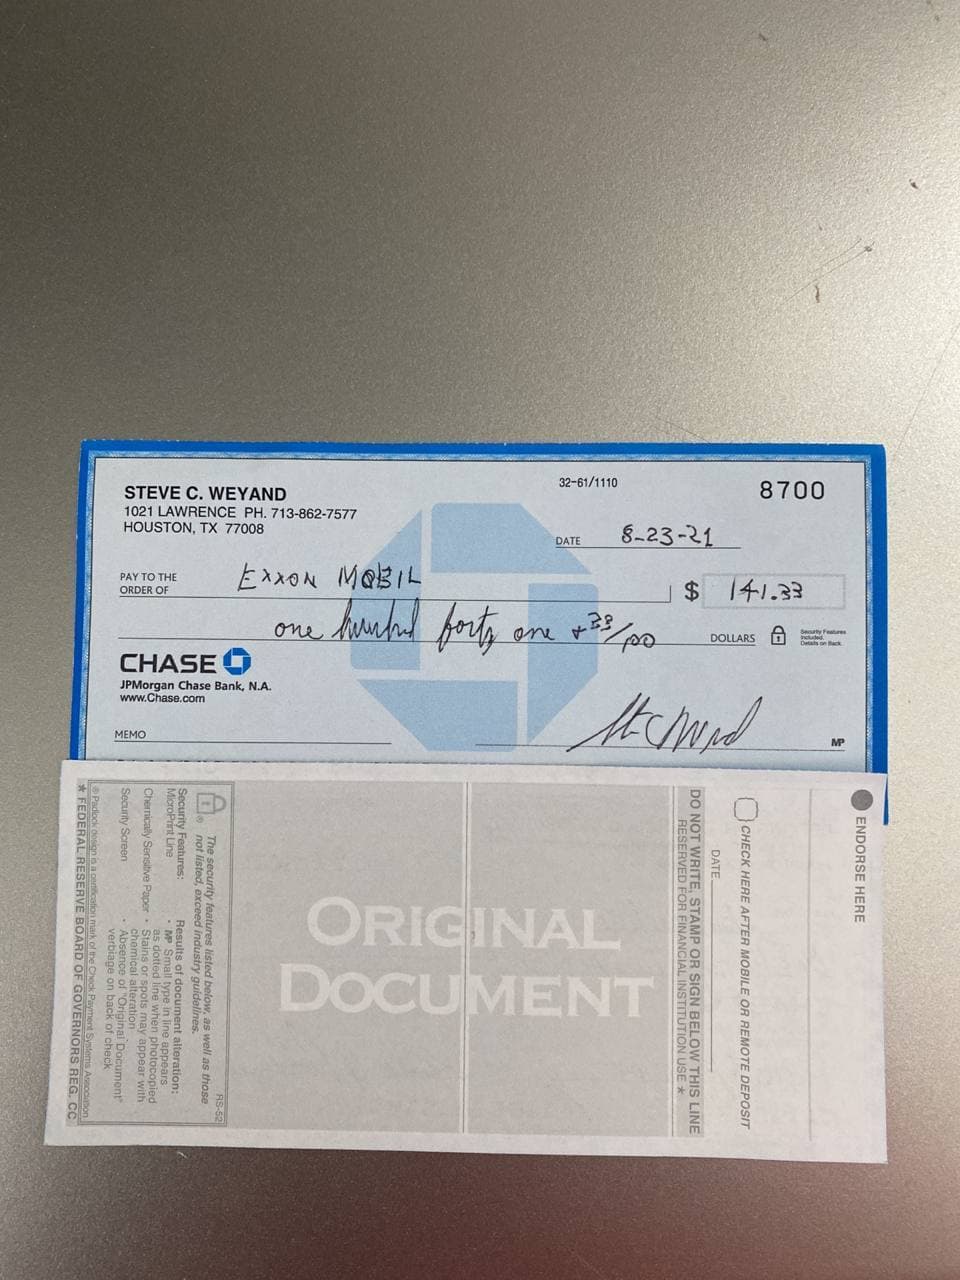 STEVE C. WEYAND
1021 LAWRENCE PH. 713-862-7577
HOUSTON, TX 77008
32-61/1110
8700
DATE 8-23-21
PAY TO THE
ORDER OF EXXON MOBIL $ 141.33
one hundred forty one + 33/100 DOLLARS
Security Features
Included.
Details on Back.
CHASE
JPMorgan Chase Bank, N.A.
www.Chase.com
MEMO
MP
ENDORSE HERE
CHECK HERE AFTER MOBILE OR REMOTE DEPOSIT
DATE
DO NOT WRITE, STAMP OR SIGN BELOW THIS LINE
RESERVED FOR FINANCIAL INSTITUTION USE *
ORIGINAL
DOCUMENT
RS-52
The security features listed below, as well as those
not listed, exceed industry guidelines.
Security Features:
MicroPrint Line
Chemically Sensitive Paper
Security Screen
Results of document alteration:
• MP Small type in line appears
as dotted line when photocopied
• Stains or spots may appear with
chemical alteration
• Absence of "Original Document"
verbiage on back of check
® Padlock design is a certification mark of the Check Payment Systems Association
* FEDERAL RESERVE BOARD OF GOVERNORS REG. CC